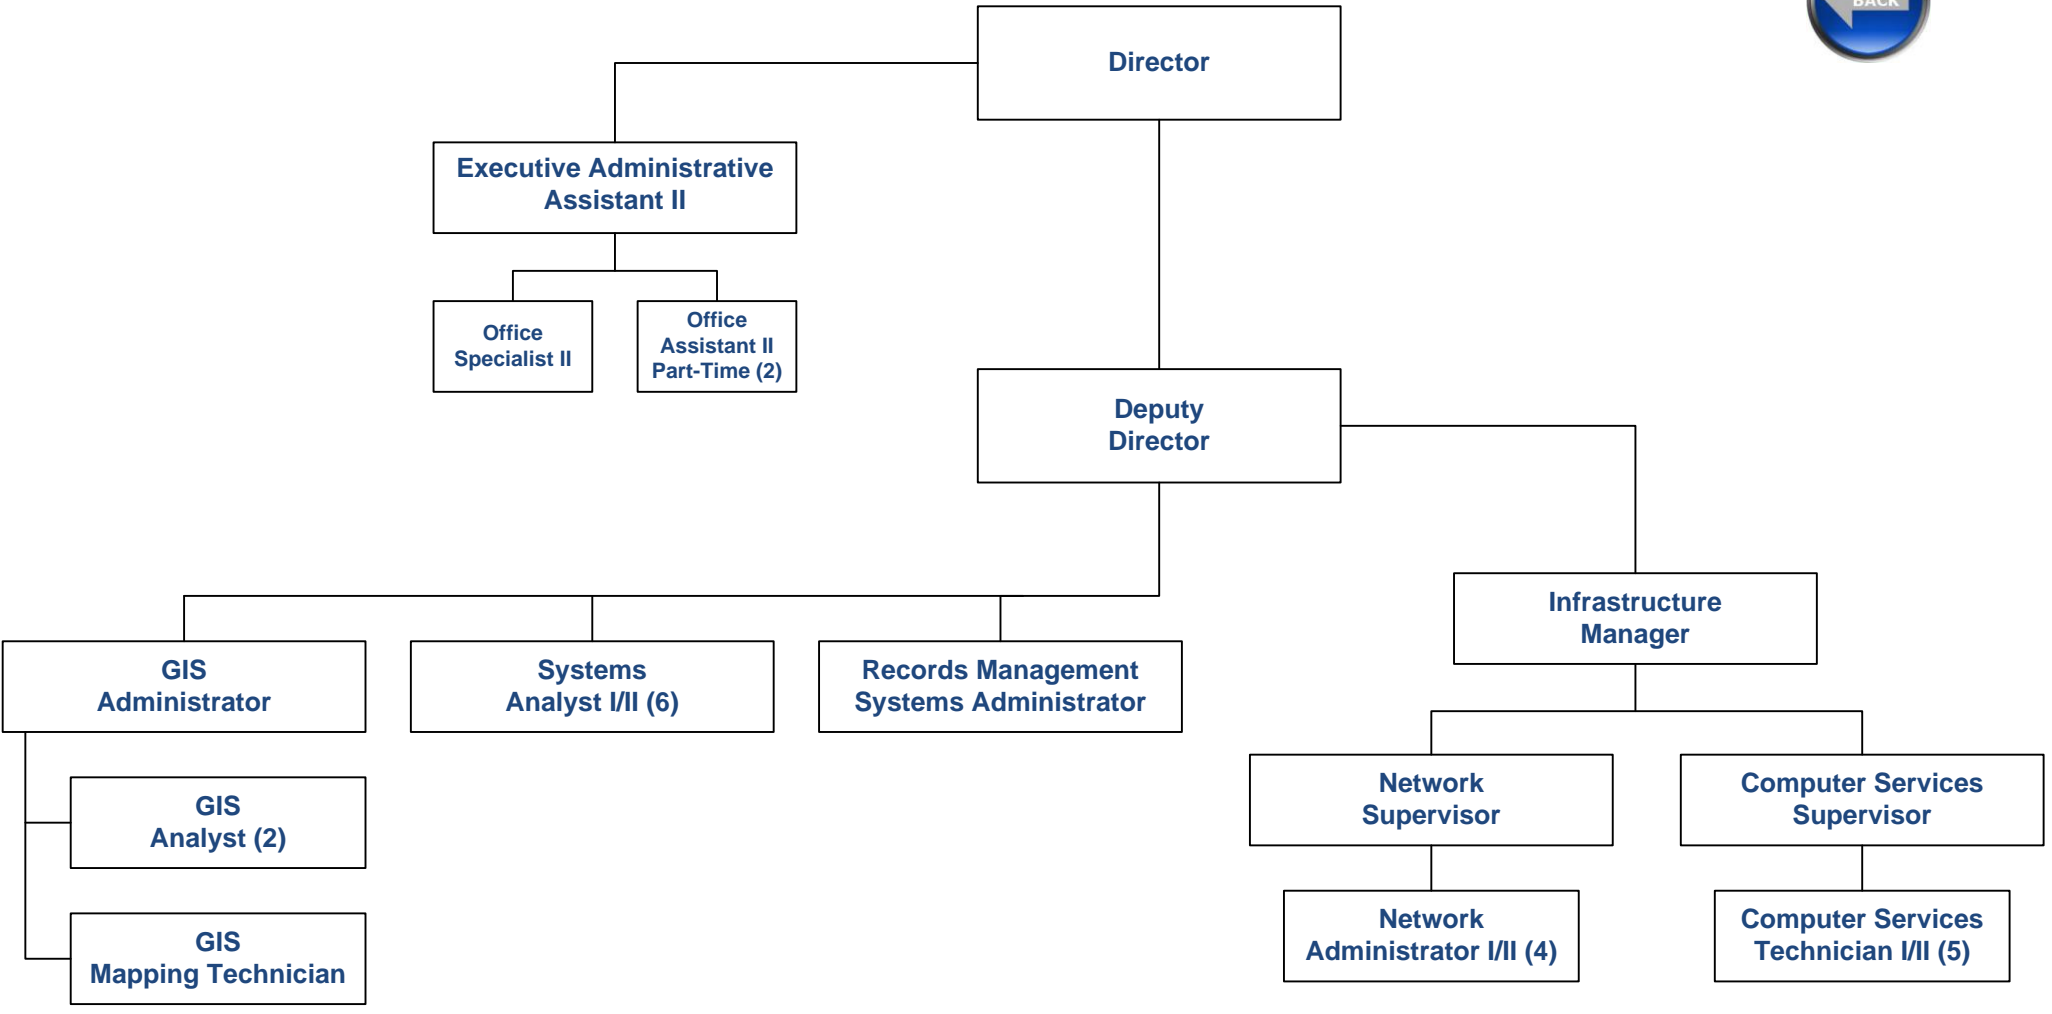 BACK
Director
Executive Administrative
Assistant II
Office
Specialist II
Office
Assistant II
Part-Time (2)
Deputy
Director
Infrastructure
Manager
GIS
Administrator
Systems
Analyst I/II (6)
Records Management
Systems Administrator
GIS
Analyst (2)
GIS
Mapping Technician
Network
Supervisor
Computer Services
Supervisor
Network
Administrator I/II (4)
Computer Services
Technician I/II (5)